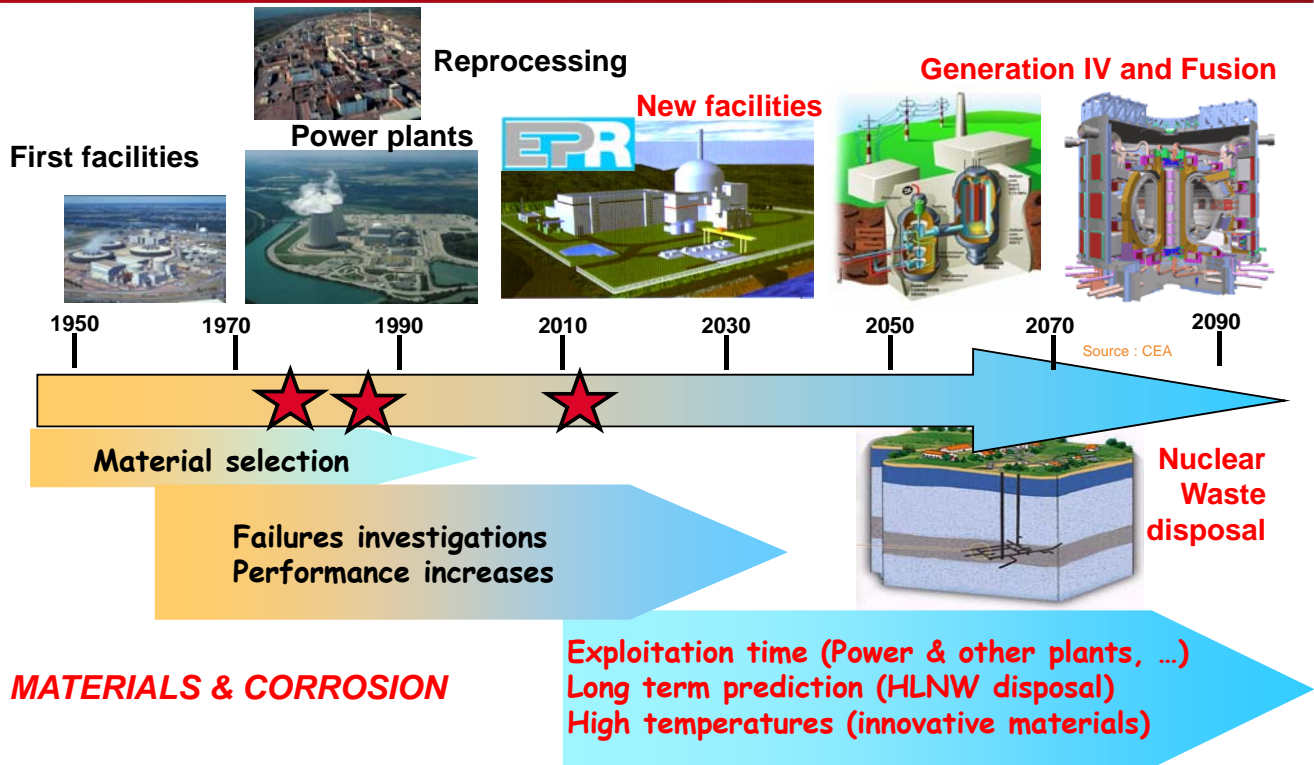 Reprocessing
Generation IV and Fusion
New facilities
Power plants
First facilities
EPR
1950
1970
1990
2010
2030
2050
2070
2090
Source : CEA
Material selection
Nuclear
Waste
disposal
Failures investigations
Performance increases
Exploitation time (Power & other plants, …)
Long term prediction (HLNW disposal)
High temperatures (innovative materials)
MATERIALS & CORROSION